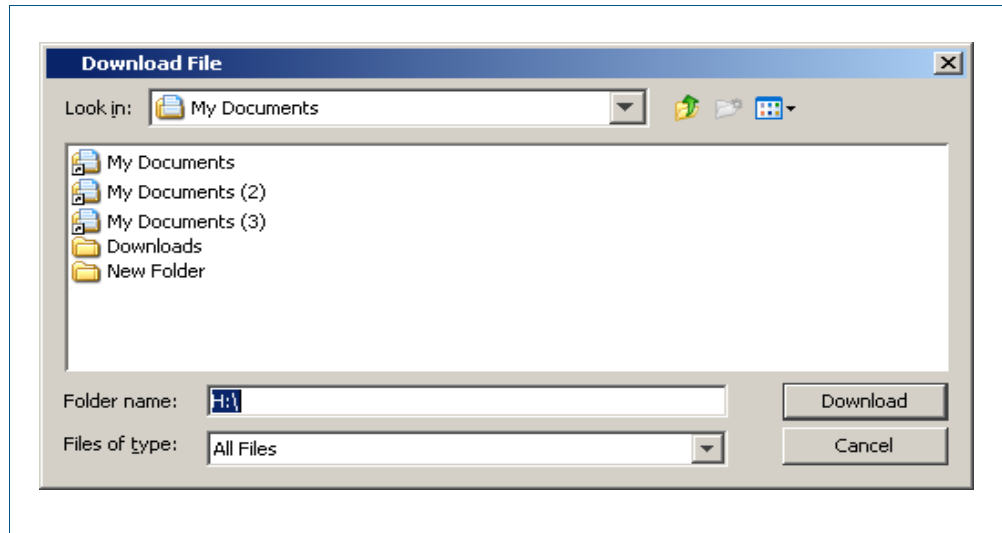 Download File
Look in: My Documents
My Documents
My Documents (2)
My Documents (3)
Downloads
New Folder
Folder name: H:\ Download
Files of type: All Files Cancel